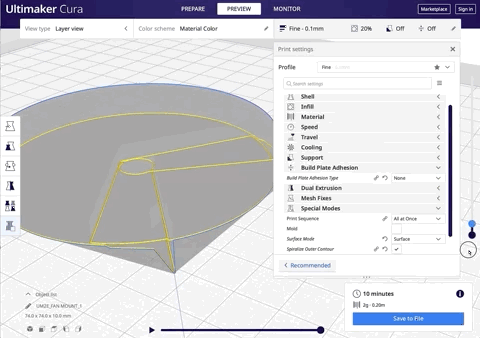 Ultimaker Cura
PREPARE
PREVIEW
MONITOR
Marketplace
Sign in
View type Layer view
Color scheme Material Color
Fine - 0.1mm
20%
Off
Off
Print settings
Profile Fine
Search settings
Shell
Infill
Material
Speed
Travel
Cooling
Support
Build Plate Adhesion
Build Plate Adhesion Type None
Dual Extrusion
Mesh Fixes
Special Modes
Print Sequence All at Once
Mold
Surface Mode Surface
Spiralize Outer Contour
Recommended
Object list
74.0 x 74.0 x 10.0 mm
10 minutes
2g · 0.20m
Save to File